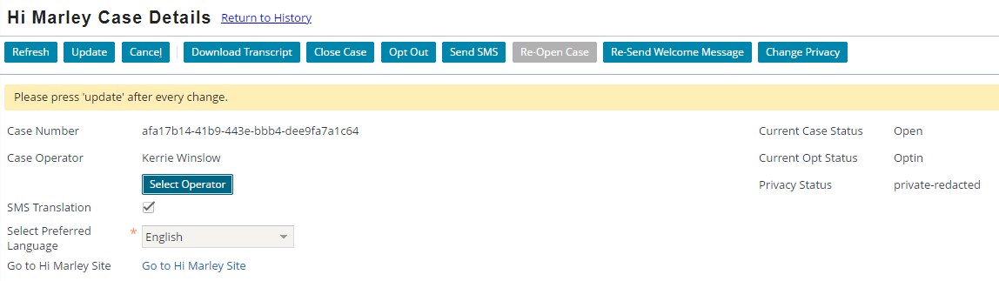 Hi Marley Case Details Return to History
Refresh Update Cancel Download Transcript Close Case Opt Out Send SMS Re-Open Case Re-Send Welcome Message Change Privacy
Please press 'update' after every change.
Case Number afa17b14-41b9-443e-bbb4-dee9fa7a1c64 Current Case Status Open
Case Operator Kerrie Winslow Current Opt Status Optin
Select Operator Privacy Status private-redacted
SMS Translation
Select Preferred
Language * English
Go to Hi Marley Site Go to Hi Marley Site